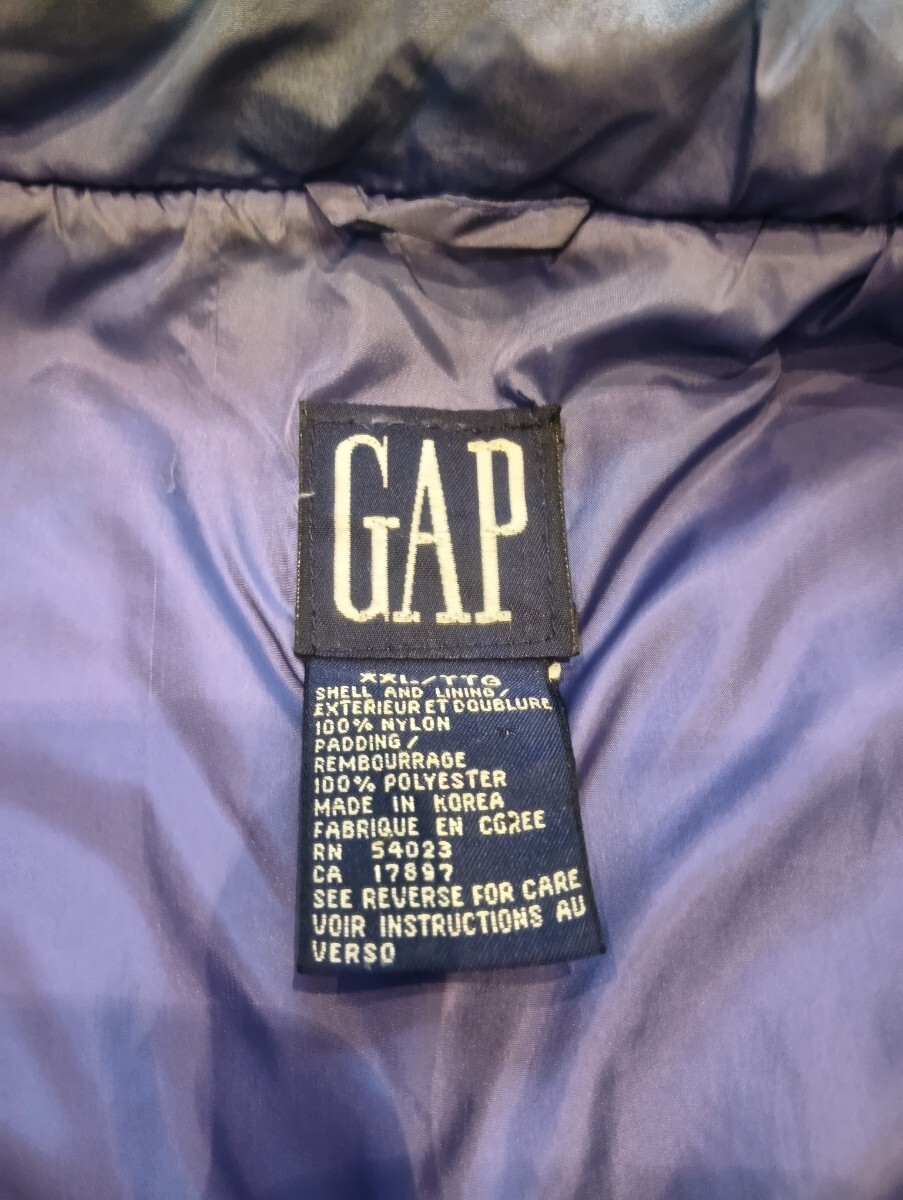 GAP
XXL/TTG
SHELL AND LINING/
EXTERIEUR ET DOUBLURE
100% NYLON
PADDING/
REMBOURRAGE
100% POLYESTER
MADE IN KOREA
FABRIQUE EN COREE
RN 54023
CA 17897
SEE REVERSE FOR CARE
VOIR INSTRUCTIONS AU
VERSO